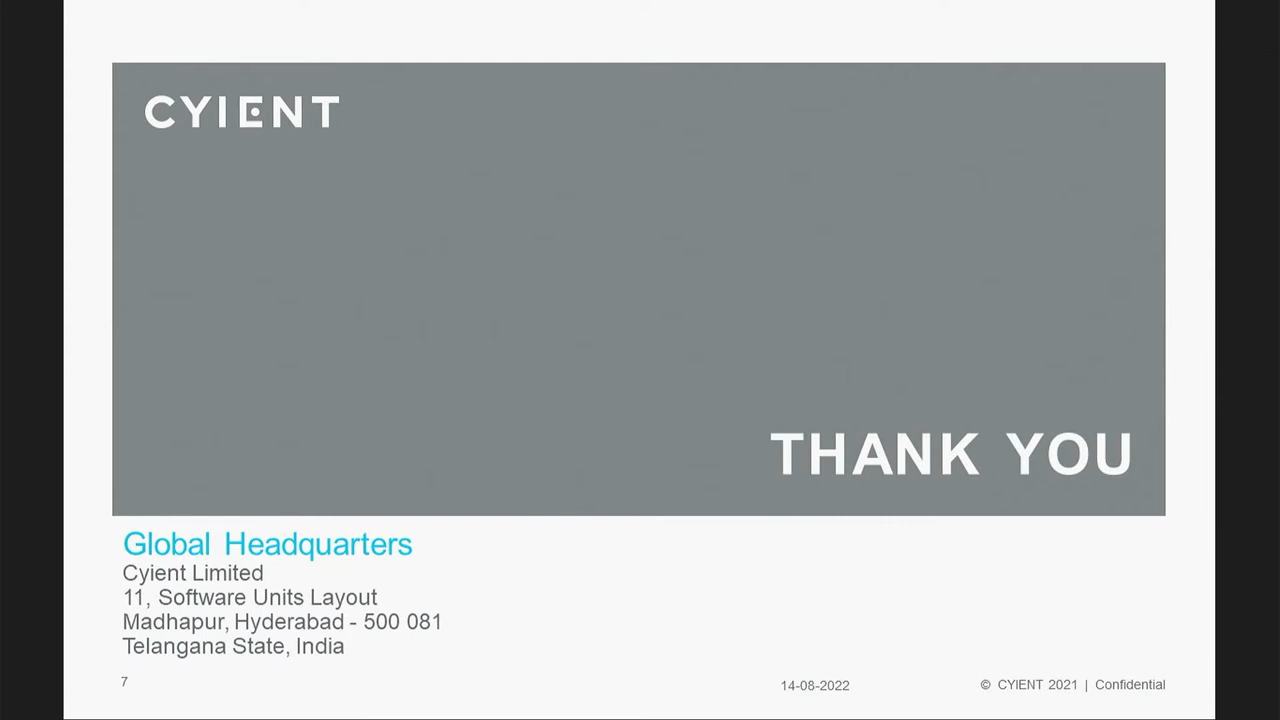 CYIENT
THANK YOU
Global Headquarters
Cyient Limited
11, Software Units Layout
Madhapur, Hyderabad - 500 081
Telangana State, India
7
14-08-2022
© CYIENT 2021 | Confidential